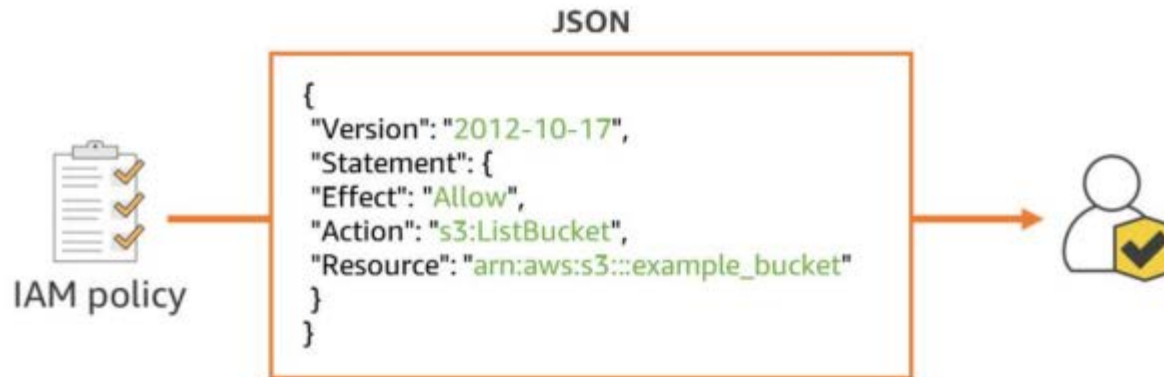 JSON
{
"Version": "2012-10-17",
"Statement": {
"Effect": "Allow",
"Action": "s3:ListBucket",
"Resource": "arn:aws:s3:::example_bucket"
}
}
IAM policy